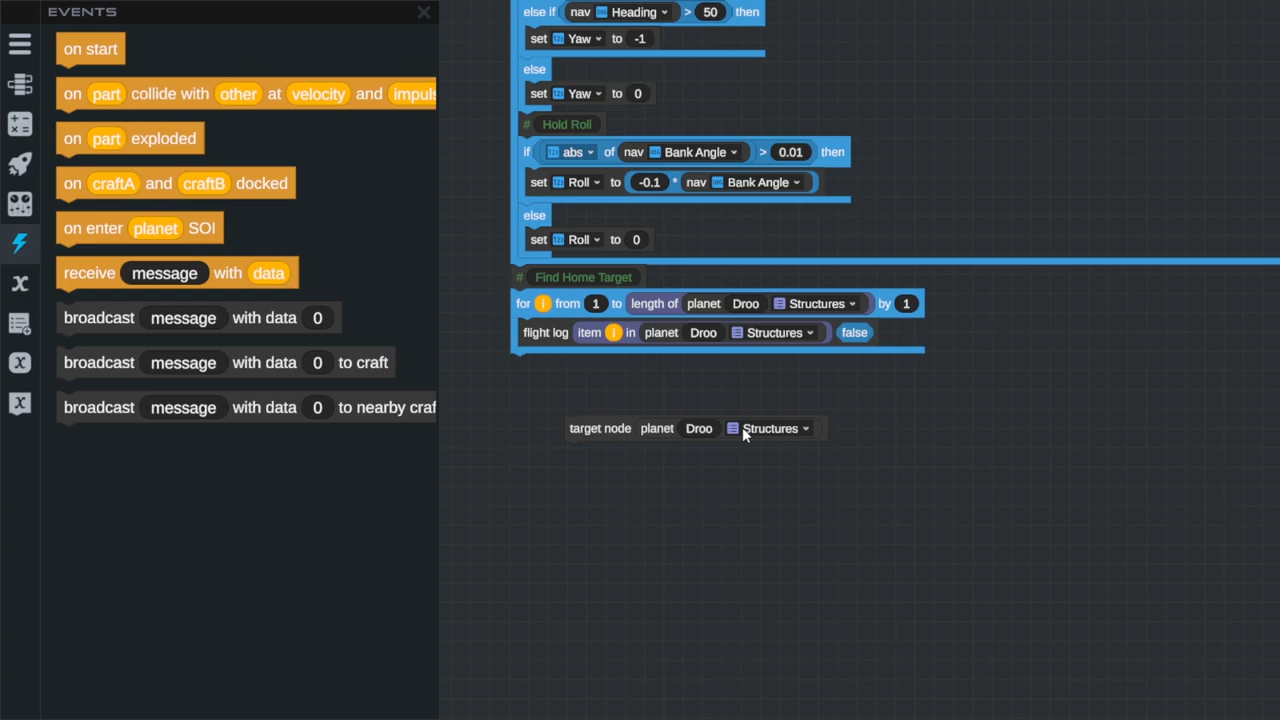 EVENTS
on start
on part collide with other at velocity and impuls
on part exploded
on craftA and craftB docked
on enter planet SOI
receive message with data
broadcast message with data 0
broadcast message with data 0 to craft
broadcast message with data 0 to nearby craf
else if nav Heading > 50 then
set Yaw to -1
else
set Yaw to 0
# Hold Roll
if abs of nav Bank Angle > 0.01 then
set Roll to -0.1 * nav Bank Angle
else
set Roll to 0
# Find Home Target
for i from 1 to length of planet Droo Structures by 1
flight log item i in planet Droo Structures false
target node planet Droo Structures